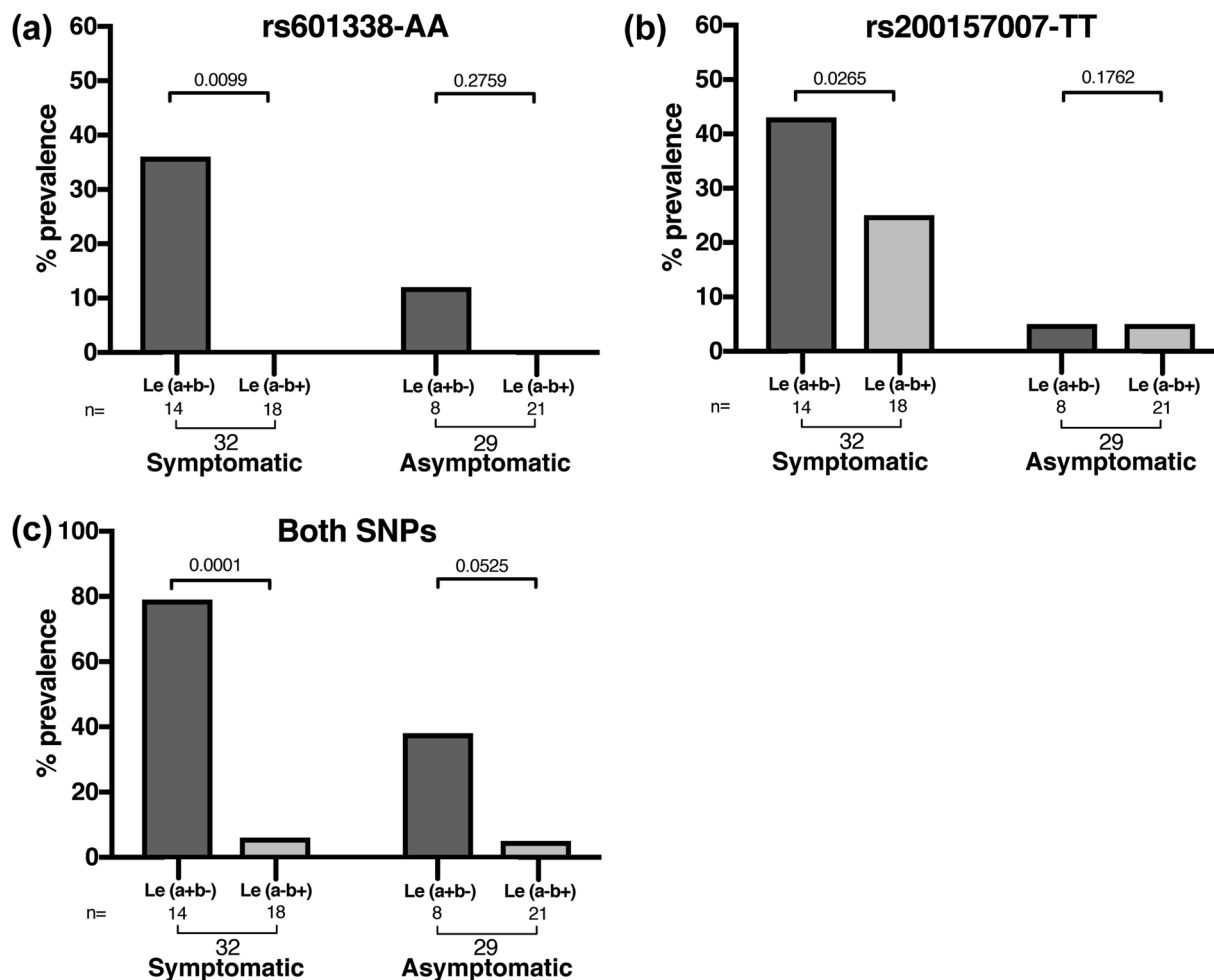 (a)
rs601338-AA
% prevalence
60
50
40
30
20
10
0
0.0099
0.2759
Le (a+b-) Le (a-b+) Le (a+b-) Le (a-b+)
n= 14 18 8 21
32 29
Symptomatic Asymptomatic
(b)
rs200157007-TT
% prevalence
60
50
40
30
20
10
0
0.0265
0.1762
Le (a+b-) Le (a-b+) Le (a+b-) Le (a-b+)
n= 14 18 8 21
32 29
Symptomatic Asymptomatic
(c)
Both SNPs
% prevalence
100
80
60
40
20
0
0.0001
0.0525
Le (a+b-) Le (a-b+) Le (a+b-) Le (a-b+)
n= 14 18 8 21
32 29
Symptomatic Asymptomatic